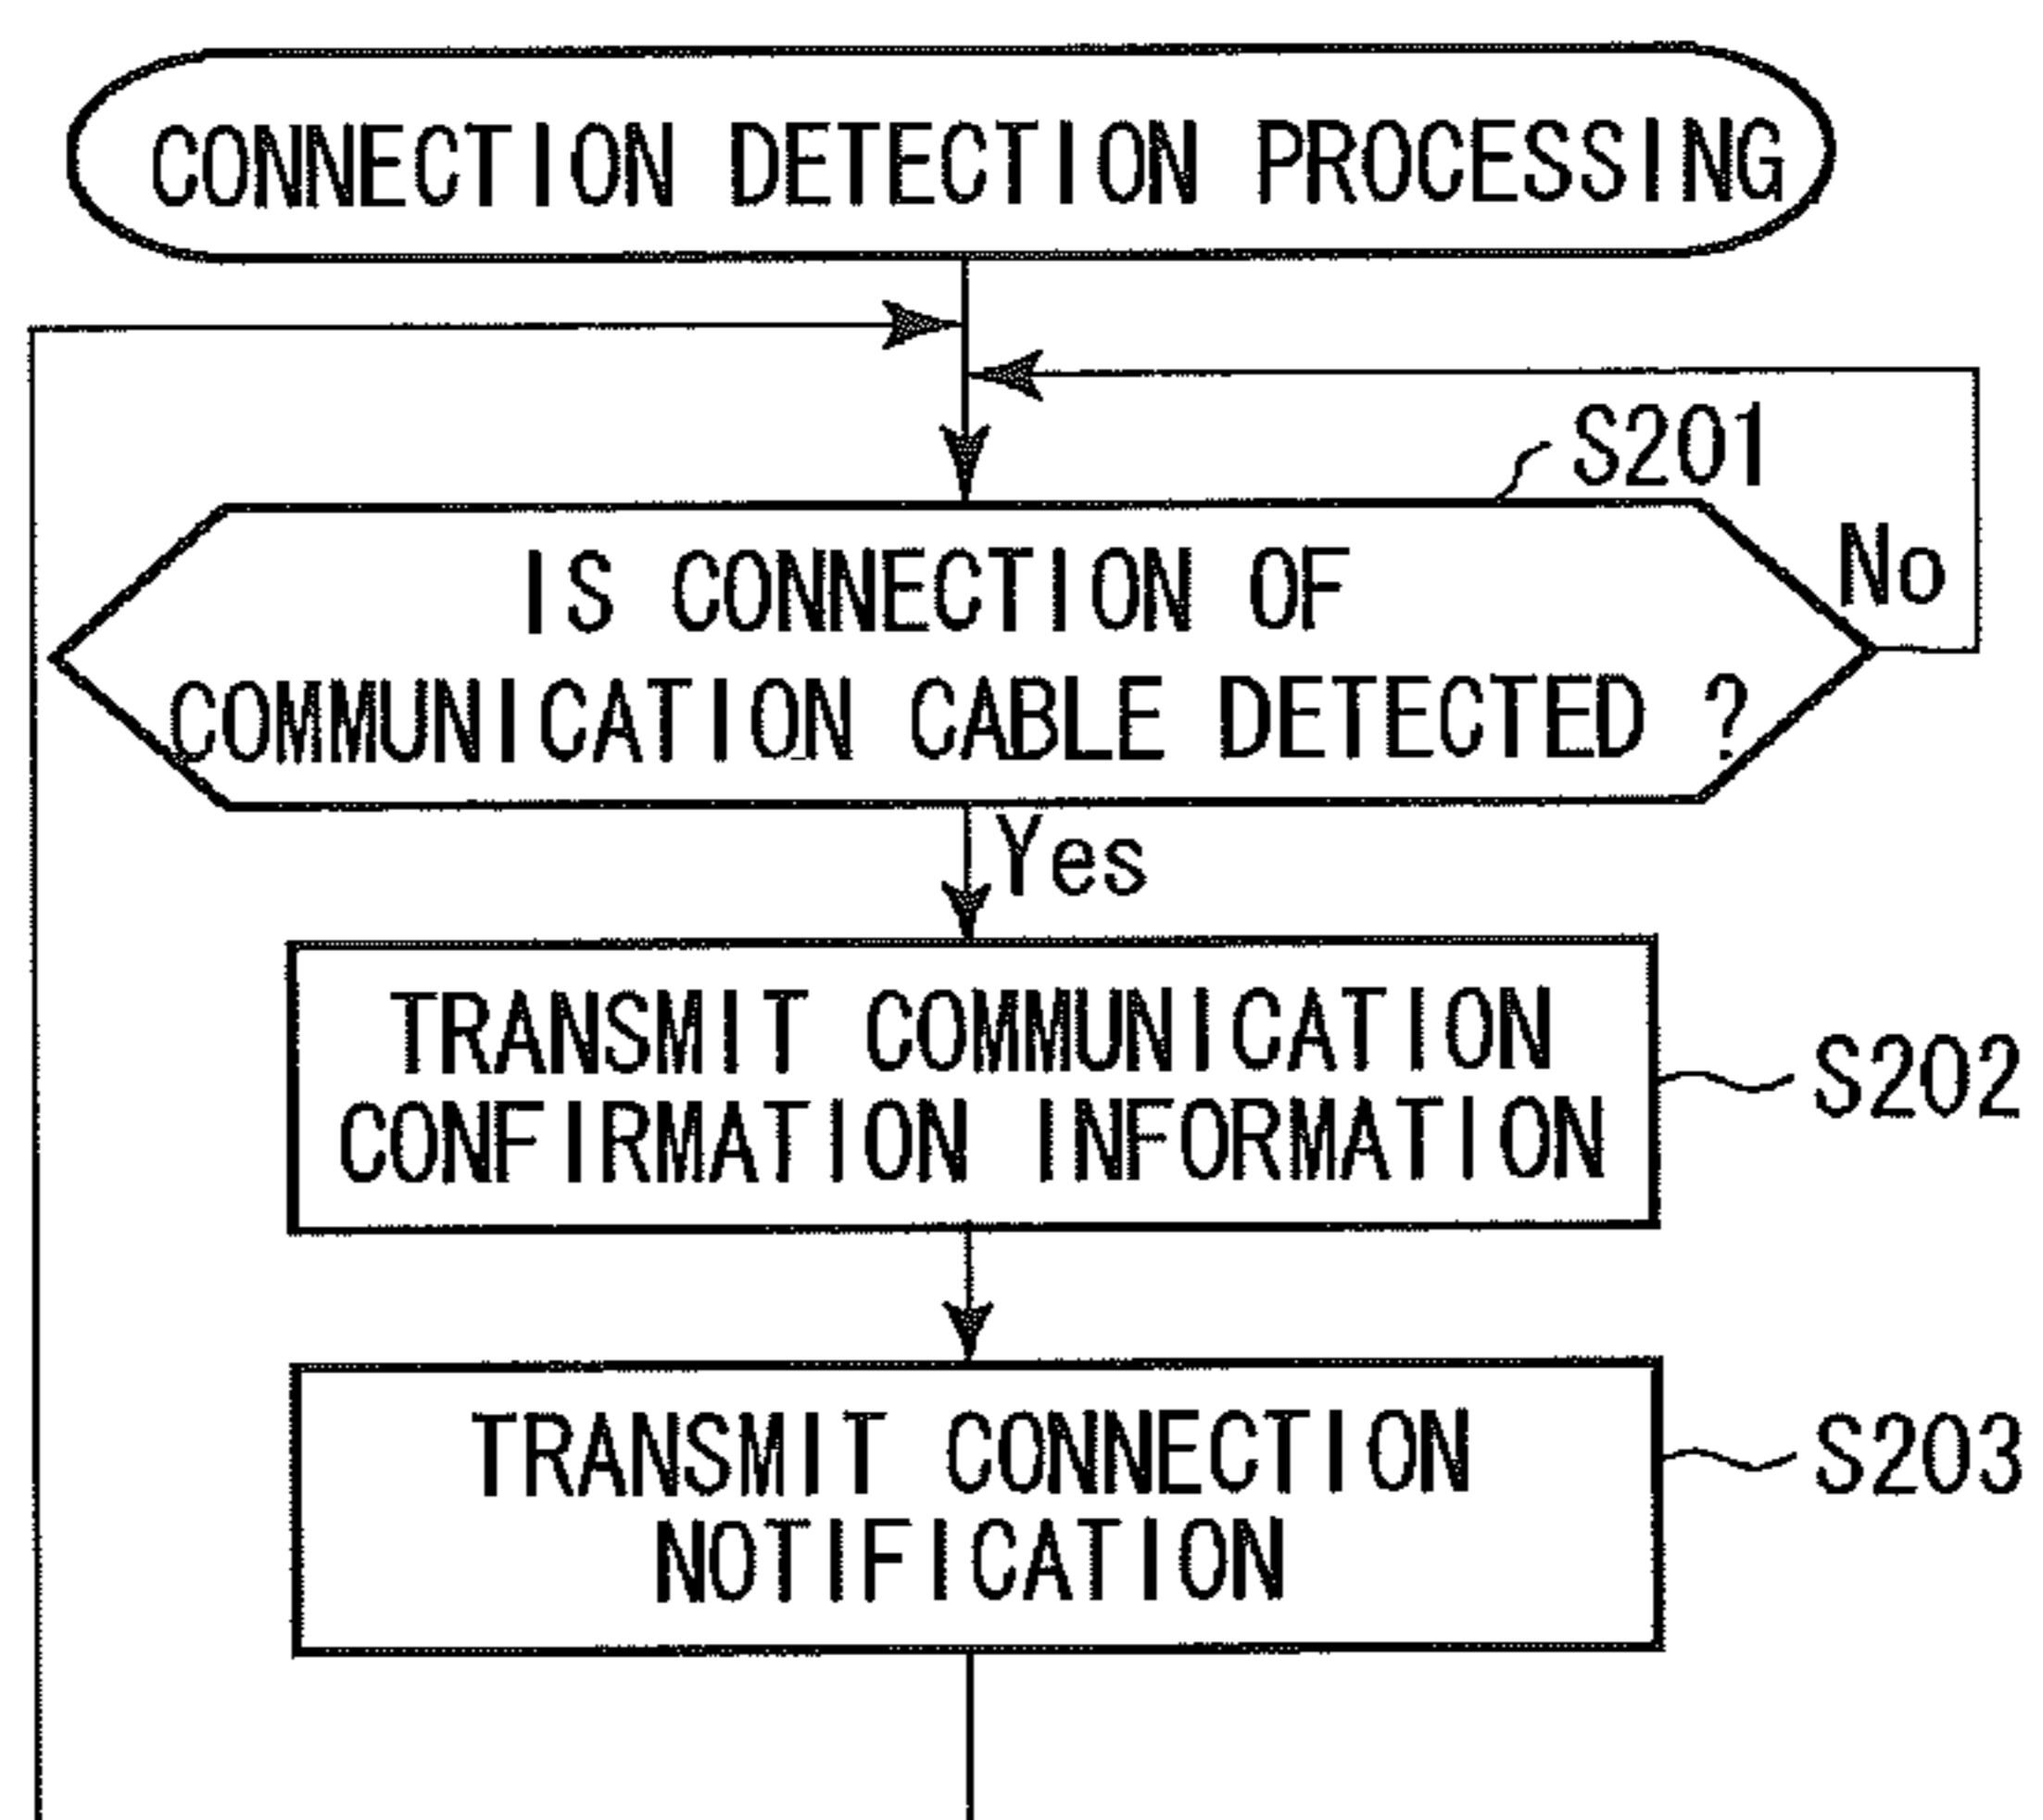 CONNECTION DETECTION PROCESSING
S201
No
IS CONNECTION OF
COMMUNICATION CABLE DETECTED ?
Yes
TRANSMIT COMMUNICATION
CONFIRMATION INFORMATION
S202
TRANSMIT CONNECTION
NOTIFICATION
S203